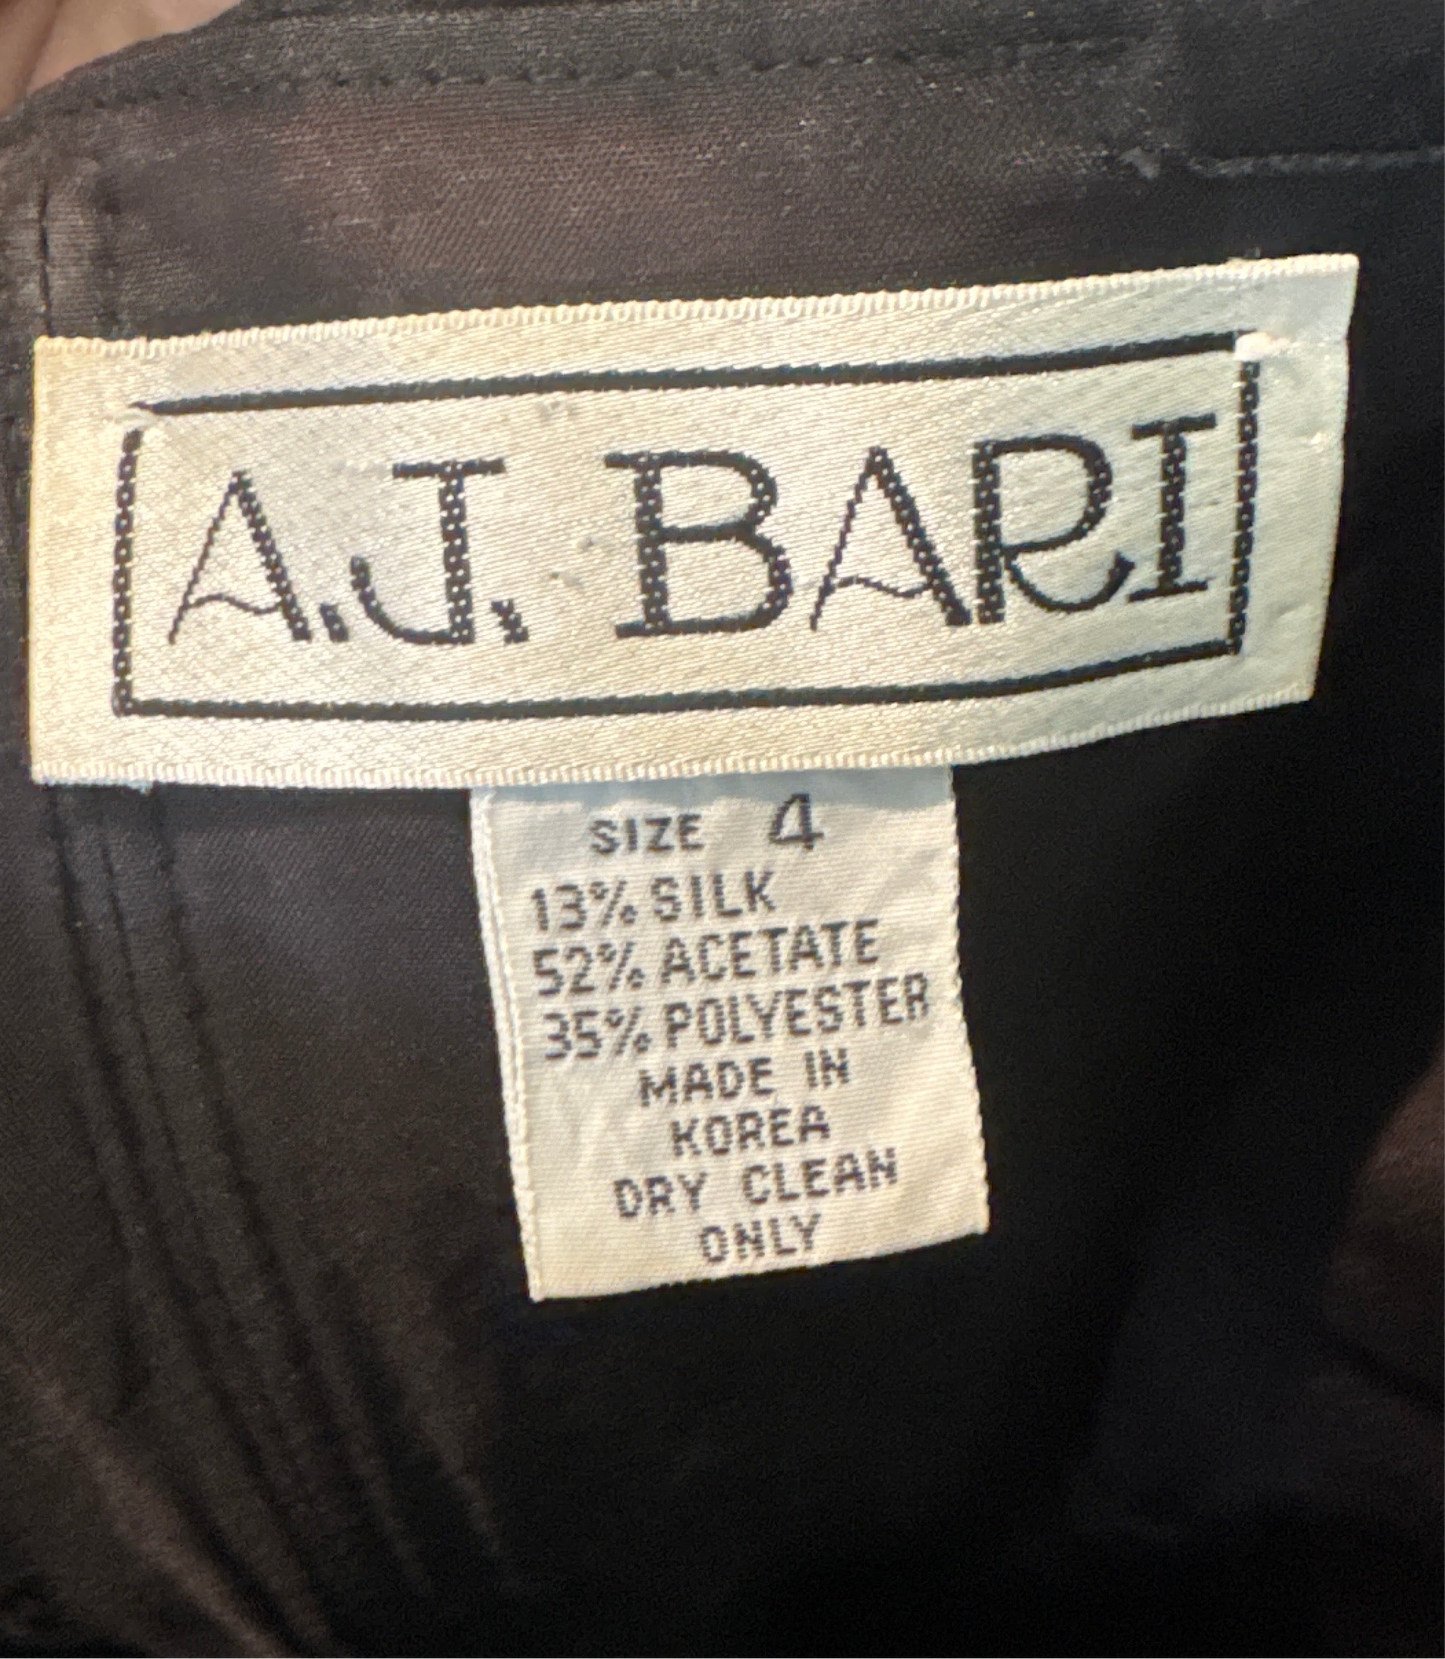 A.J. BARI
SIZE 4
13% SILK
52% ACETATE
35% POLYESTER
MADE IN
KOREA
DRY CLEAN
ONLY